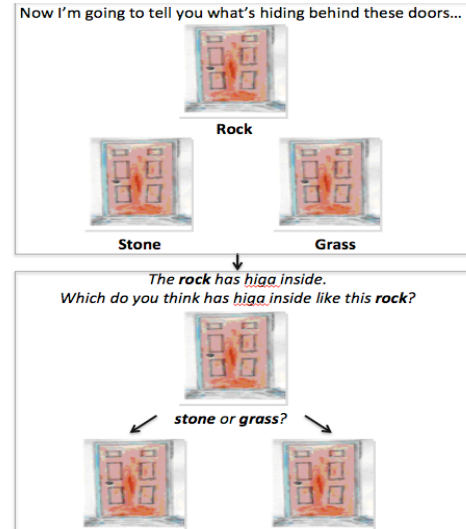 Now I'm going to tell you what's hiding behind these doors...
Rock
Stone Grass
The rock has higa inside.
Which do you think has higa inside like this rock?
stone or grass?